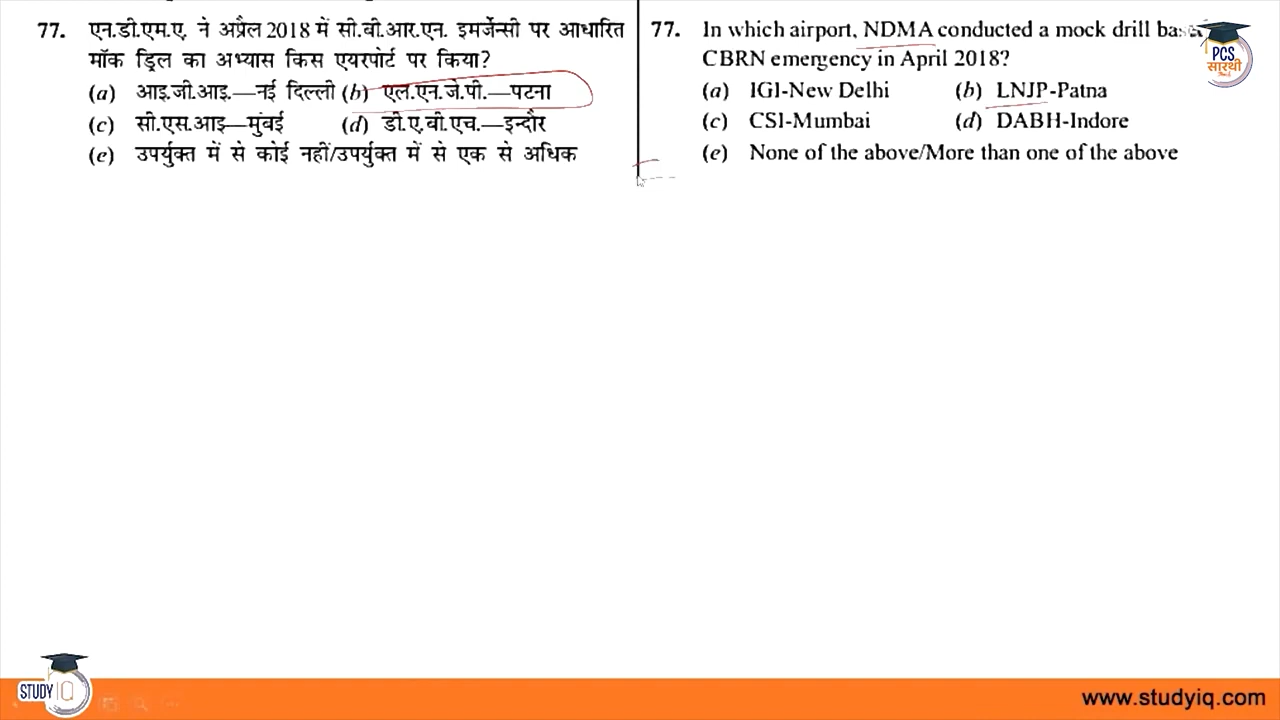 77. एन.डी.एम.ए. ने अप्रैल 2018 में सी.बी.आर.एन. इमर्जेन्सी पर आधारित
मॉक ड्रिल का अभ्यास किस एयरपोर्ट पर किया?
(a) आइ.जी.आइ.—नई दिल्ली (b) एल.एन.जे.पी.—पटना
(c) सी.एस.आइ—मुंबई (d) डी.ए.बी.एच.—इन्दौर
(e) उपर्युक्त में से कोई नहीं/उपर्युक्त में से एक से अधिक
77. In which airport, NDMA conducted a mock drill
CBRN emergency in April 2018?
(a) IGI-New Delhi (b) LNJP-Patna
(c) CSI-Mumbai (d) DABH-Indore
(e) None of the above/More than one of the above
PCS
सारथी
STUDY IQ
www.studyiq.com